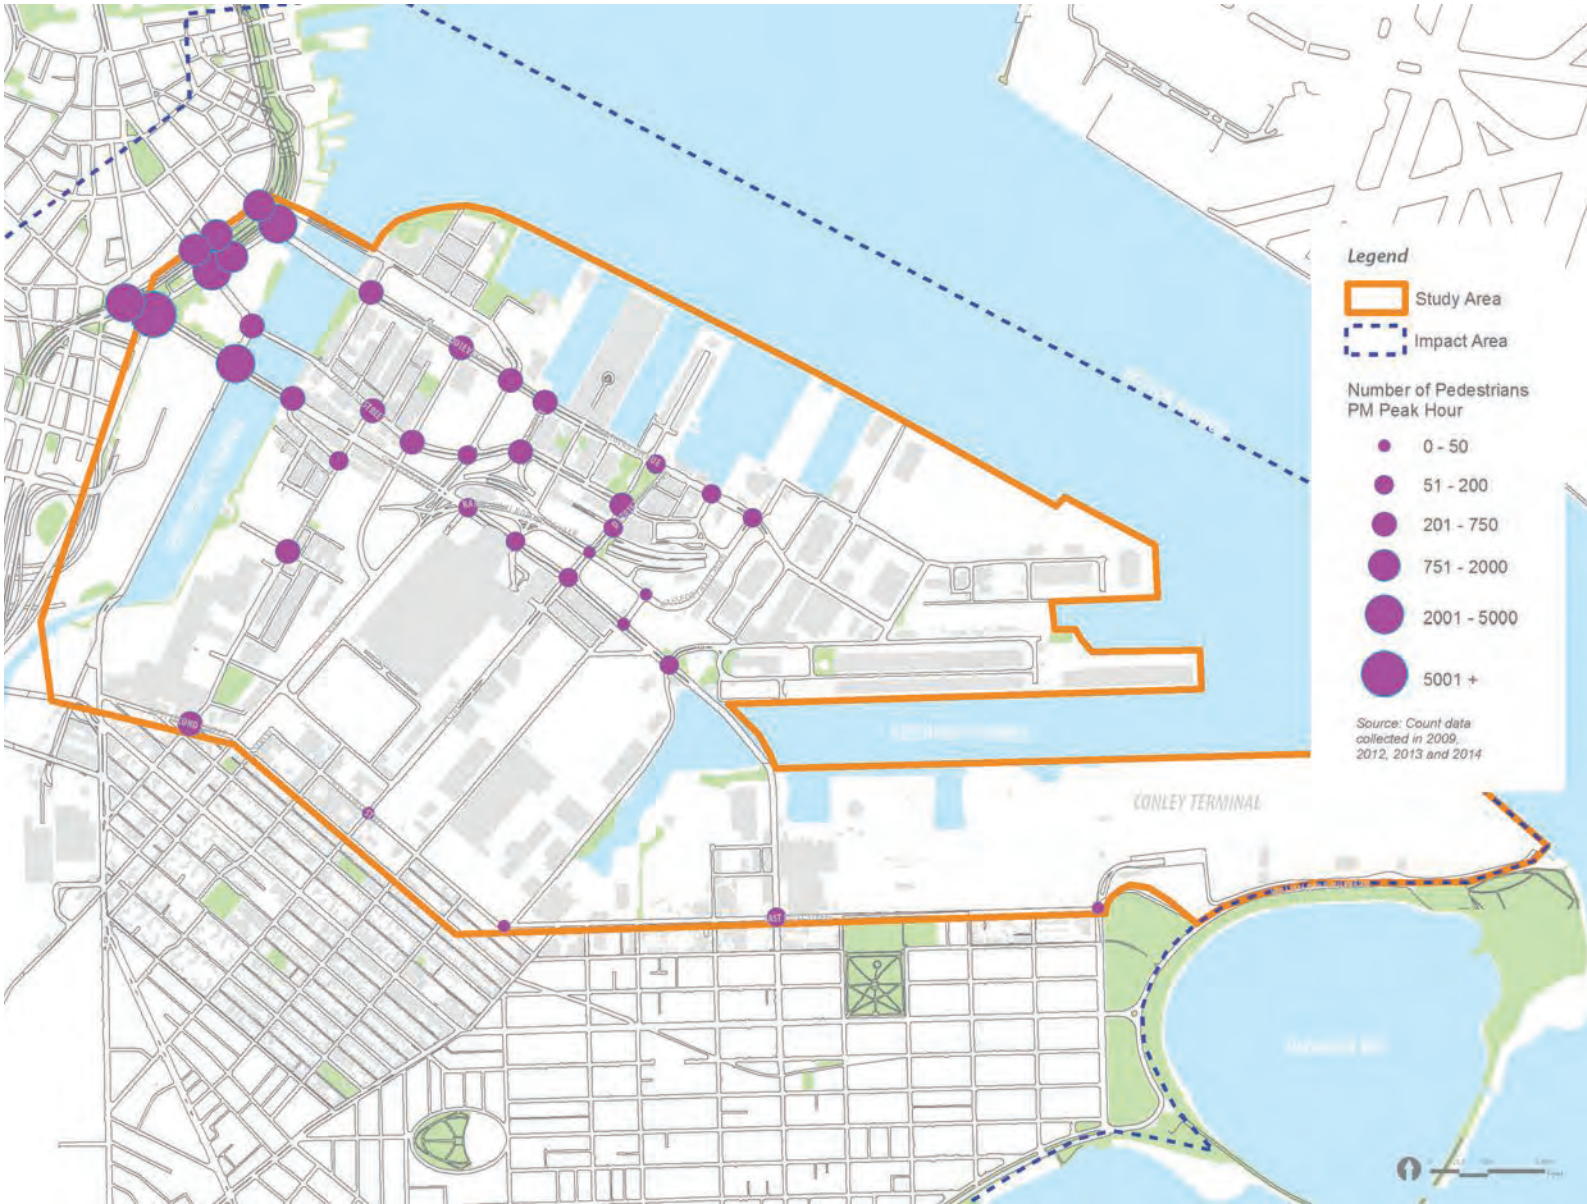 Legend
Study Area
Impact Area
Number of Pedestrians
PM Peak Hour
0 - 50
51 - 200
201 - 750
751 - 2000
2001 - 5000
5001 +
Source: Count data
collected in 2009,
2012, 2013 and 2014
CONLEY TERMINAL